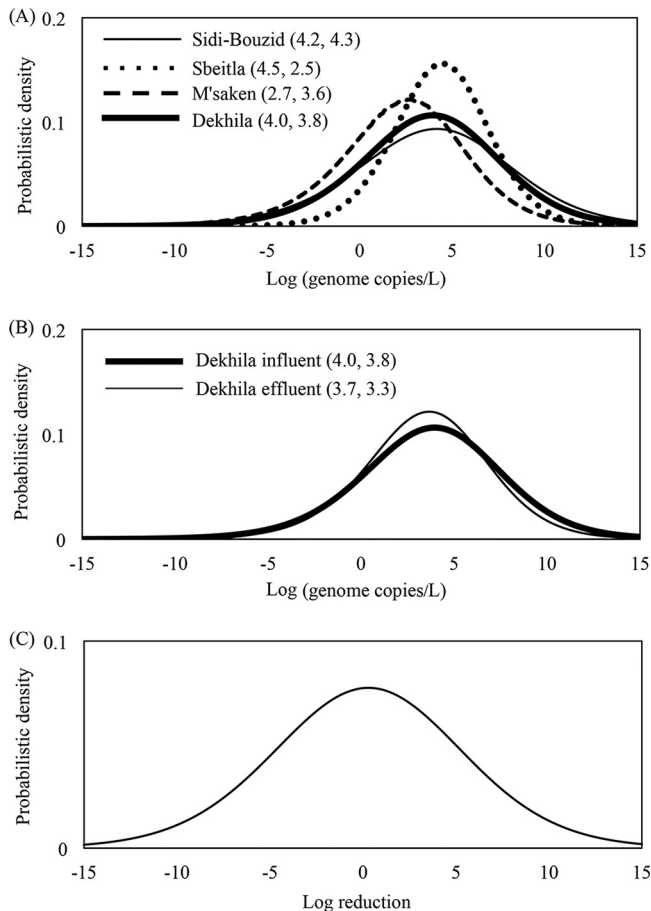 (A)
0.2
Sidi-Bouzid (4.2, 4.3)
Sbeitla (4.5, 2.5)
M'saken (2.7, 3.6)
Dekhila (4.0, 3.8)
Probabilistic density
0.1
0
-15 -10 -5 0 5 10 15
Log (genome copies/L)
(B)
0.2
Dekhila influent (4.0, 3.8)
Dekhila effluent (3.7, 3.3)
Probabilistic density
0.1
0
-15 -10 -5 0 5 10 15
Log (genome copies/L)
(C)
0.1
Probabilistic density
0
-15 -10 -5 0 5 10 15
Log reduction